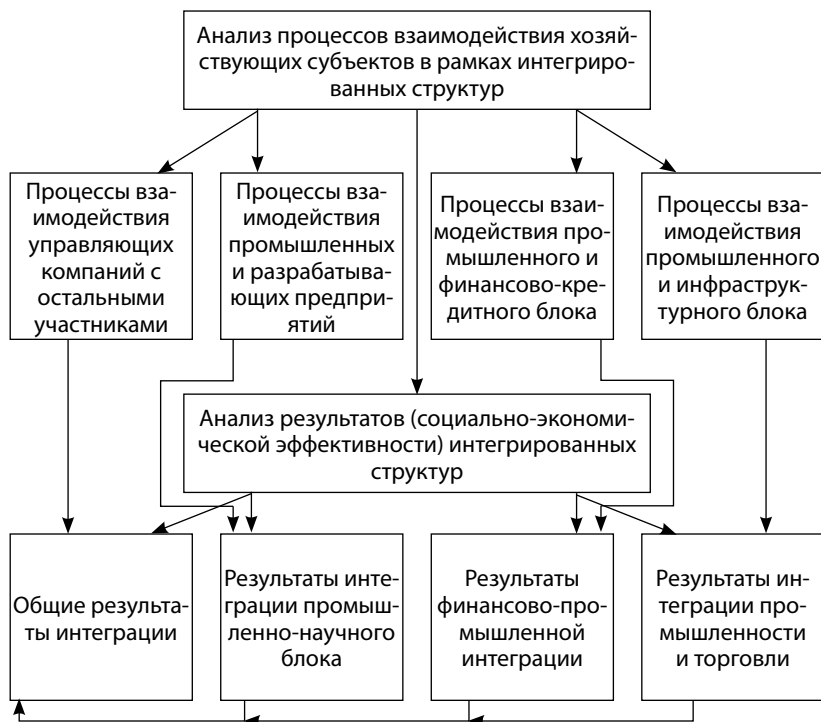 Анализ процессов взаимодействия хозяй-
ствующих субъектов в рамках интегриро-
ванных структур
Процессы вза-
имодействия
управляющих
компаний с
остальными
участниками
Процессы вза-
имодействия
промышленных
и разрабатываю-
ющих предприя-
ятий
Процессы взаи-
модействия про-
мышленного и
финансово-кре-
дитного блока
Процессы вза-
имодействия
промышленного
и инфраструк-
турного блока
Анализ результатов (социально-экономи-
ческой эффективности) интегрированных
структур
Общие результа-
ты интеграции
Результаты инте-
грации промыш-
ленно-научного
блока
Результаты
финансово-про-
мышленной
интеграции
Результаты ин-
теграции про-
мышленности
и торговли